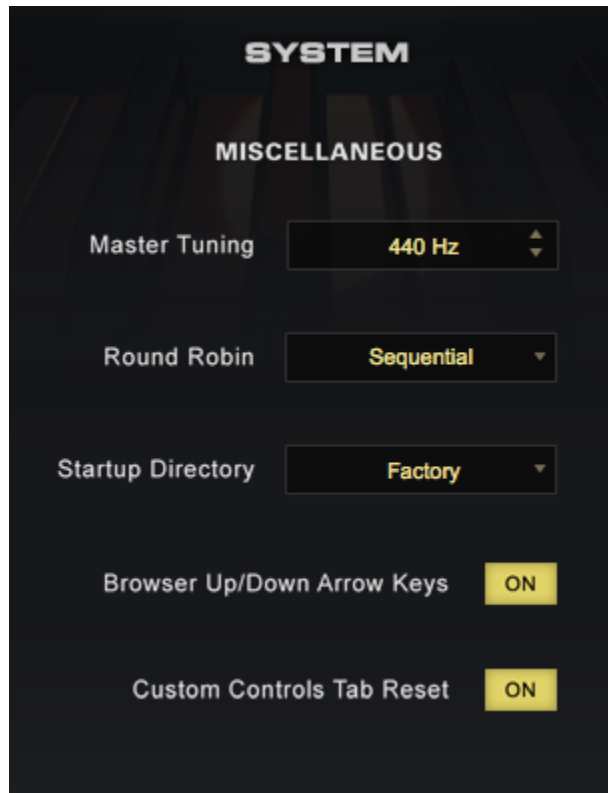 SYSTEM
MISCELLANEOUS
Master Tuning 440 Hz
Round Robin Sequential
Startup Directory Factory
Browser Up/Down Arrow Keys ON
Custom Controls Tab Reset ON